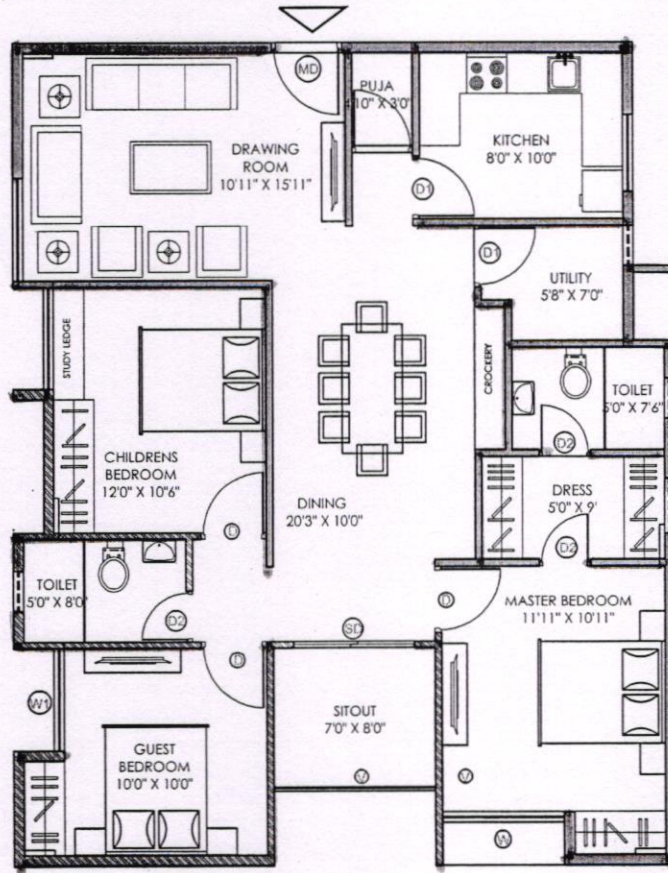 MD
PUJA
4'10" X 3'0"
KITCHEN
8'0" X 10'0"
DRAWING
ROOM
10'11" X 15'11"
D1
D1
UTILITY
5'8" X 7'0"
STUDY LEDGE
CROCKERY
TOILET
5'0" X 7'6"
D2
CHILDRENS
BEDROOM
12'0" X 10'6"
DRESS
5'0" X 9'
DINING
20'3" X 10'0"
D
D2
TOILET
5'0" X 8'0"
D2
D
MASTER BEDROOM
11'11" X 10'11"
SD
D
W1
SITOUT
7'0" X 8'0"
GUEST
BEDROOM
10'0" X 10'0"
V
V
W